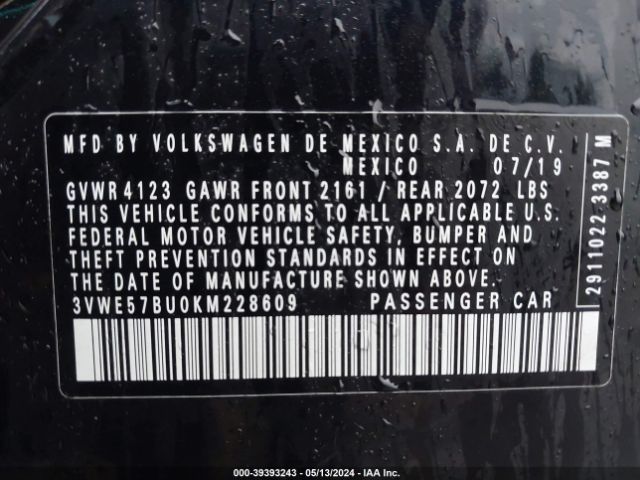 MFD BY VOLKSWAGEN DE MEXICO S.A. DE C.V.
MEXICO 07/19
GVWR 4123 GAWR FRONT 2161 / REAR 2072 LBS
THIS VEHICLE CONFORMS TO ALL APPLICABLE U.S.
FEDERAL MOTOR VEHICLE SAFETY, BUMPER AND
THEFT PREVENTION STANDARDS IN EFFECT ON
THE DATE OF MANUFACTURE SHOWN ABOVE.
3VWE57BU0KM228609 PASSENGER CAR
2911022 3387 M
000-39393243 - 05/13/2024 - IAA Inc.